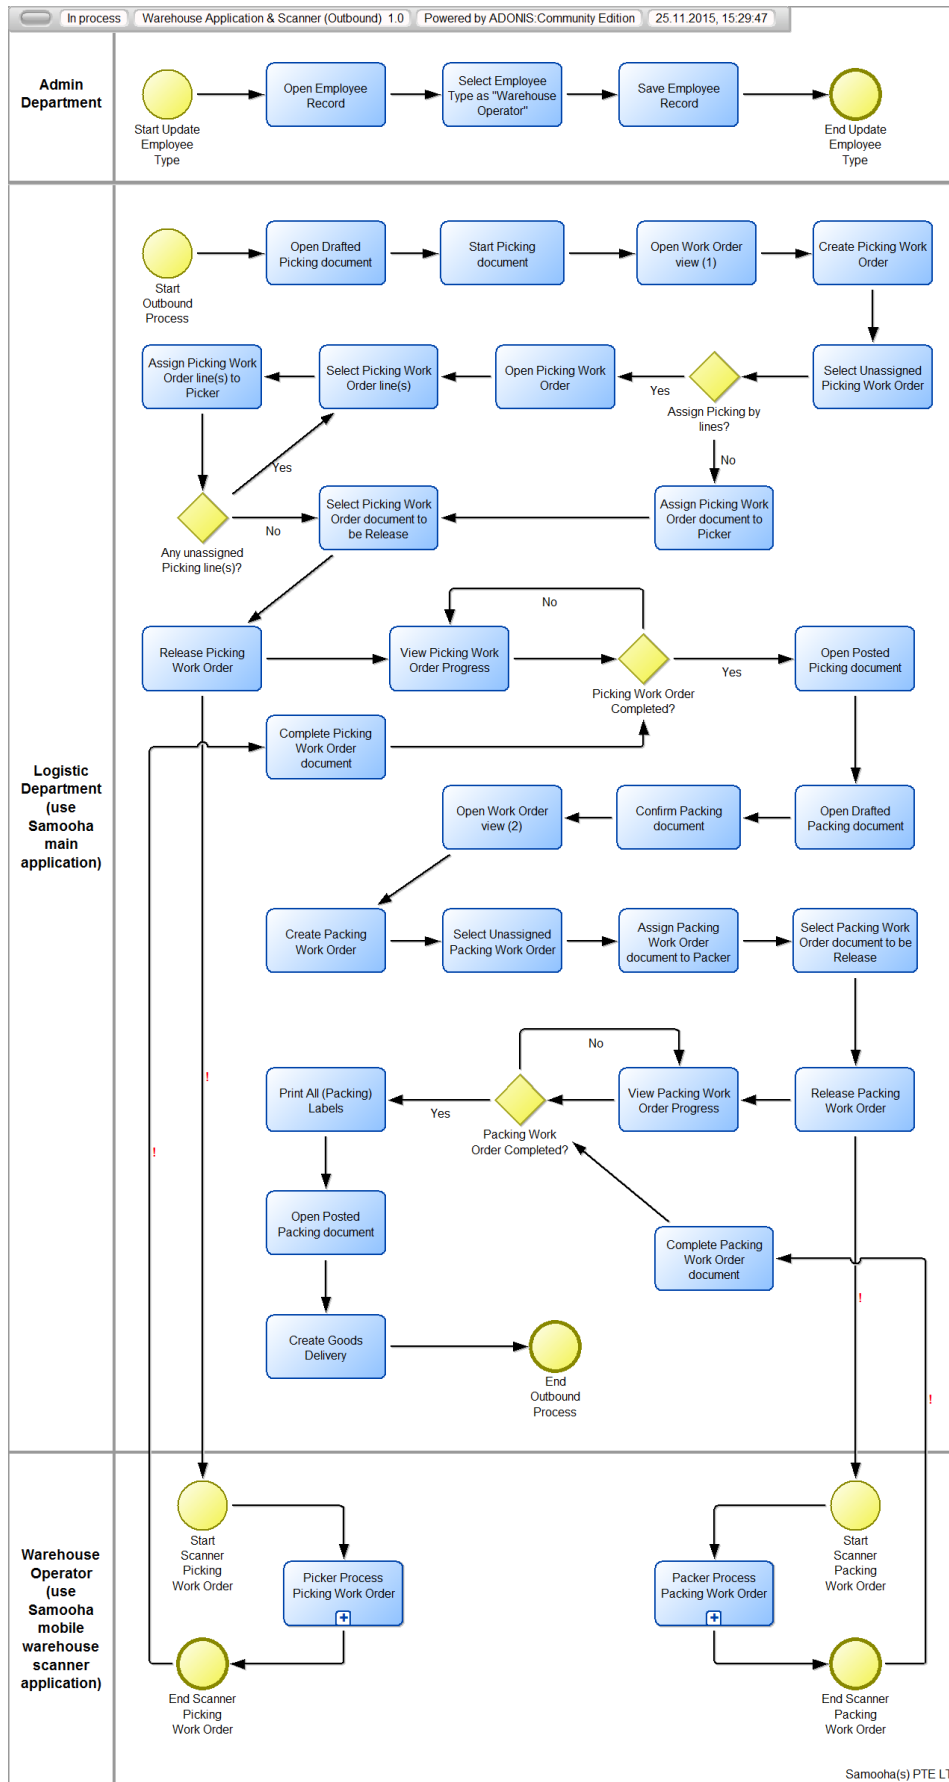 In process
Warehouse Application & Scanner (Outbound) 1.0
Powered by ADONIS:Community Edition
25.11.2015, 15:29:47
Admin
Department
Start Update
Employee
Type
Open Employee
Record
Select Employee
Type as "Warehouse
Operator"
Save Employee
Record
End Update
Employee
Type
Logistic
Department
(use
Samooha
main
application)
Start
Outbound
Process
Open Drafted
Picking document
Start Picking
document
Open Work Order
view (1)
Create Picking Work
Order
Assign Picking Work
Order line(s) to
Picker
Select Picking Work
Order line(s)
Open Picking Work
Order
Yes
Assign Picking by
lines?
Select Unassigned
Picking Work Order
Yes
No
Any unassigned
Picking line(s)?
No
Select Picking Work
Order document to
be Release
Assign Picking Work
Order document to
Picker
No
Release Picking
Work Order
View Picking Work
Order Progress
Picking Work Order
Completed?
Yes
Open Posted
Picking document
Complete Picking
Work Order
document
Open Work Order
view (2)
Confirm Packing
document
Open Drafted
Packing document
Create Packing
Work Order
Select Unassigned
Packing Work Order
Assign Packing
Work Order
document to Packer
Select Packing Work
Order document to be
Release
!
No
Print All (Packing)
Labels
Yes
Packing Work
Order Completed?
View Packing Work
Order Progress
Release Packing
Work Order
!
Open Posted
Packing document
Complete Packing
Work Order
document
!
Create Goods
Delivery
End
Outbound
Process
!
Warehouse
Operator
(use
Samooha
mobile
warehouse
scanner
application)
Start
Scanner
Picking
Work Order
Picker Process
Picking Work Order
End Scanner
Picking
Work Order
Packer Process
Packing Work Order
Start
Scanner
Packing
Work Order
End Scanner
Packing
Work Order
Samooha(s) PTE LT